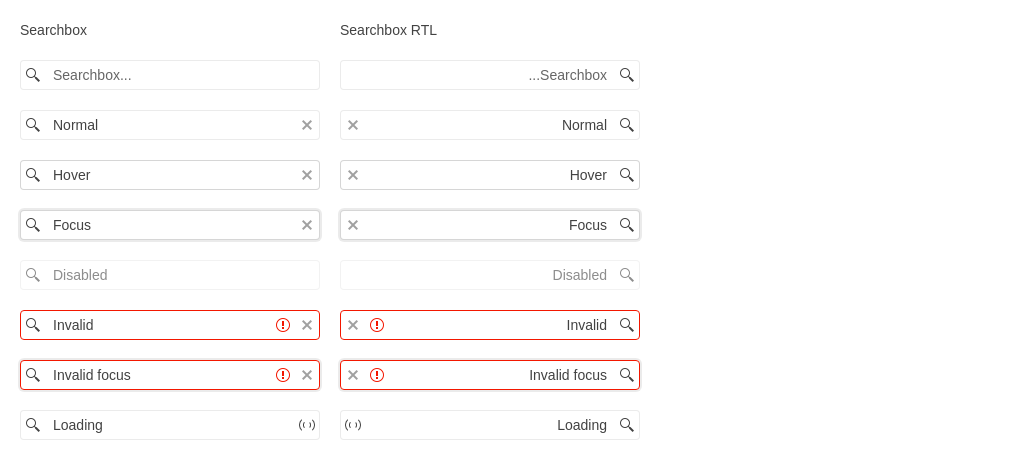 Searchbox
Searchbox RTL
Searchbox...
...Searchbox
Normal
Normal
Hover
Hover
Focus
Focus
Disabled
Disabled
Invalid
Invalid
Invalid focus
Invalid focus
Loading
Loading